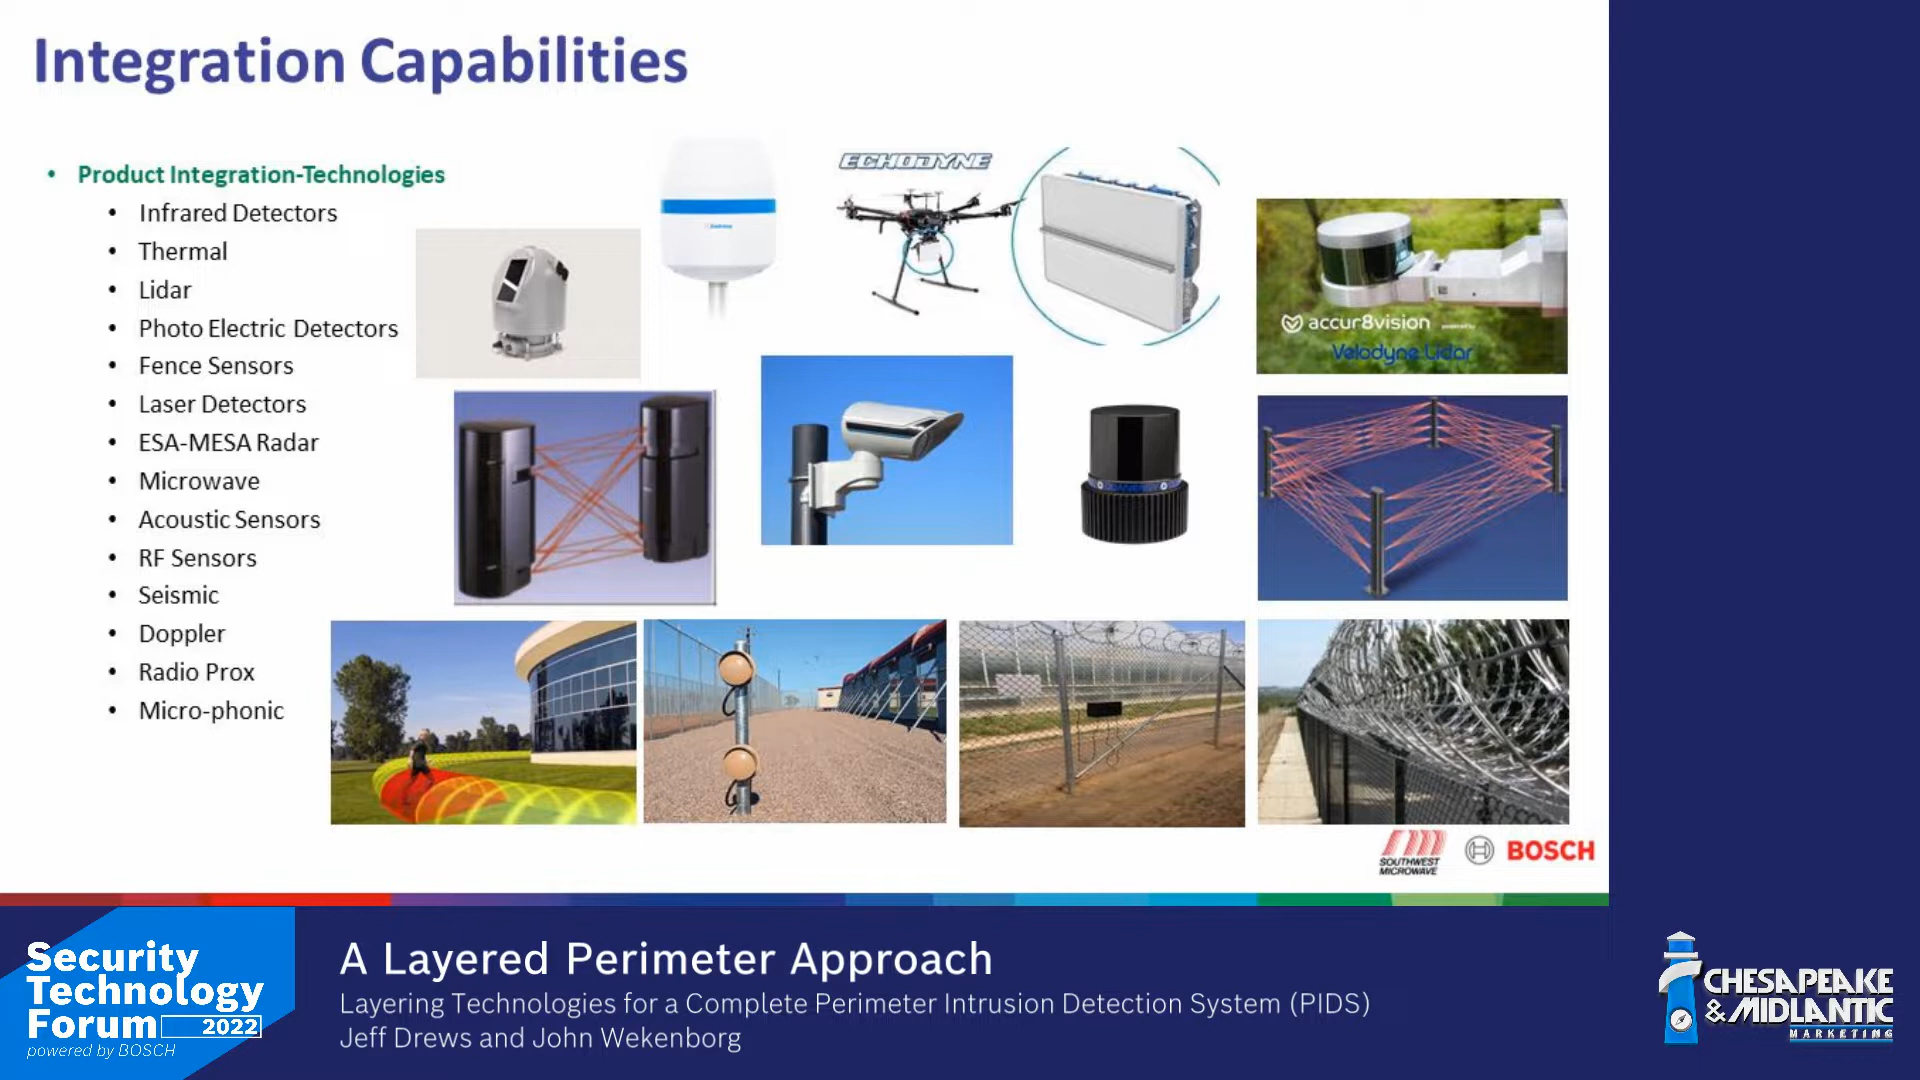 Integration Capabilities
• Product Integration-Technologies
• Infrared Detectors
• Thermal
• Lidar
• Photo Electric Detectors
• Fence Sensors
• Laser Detectors
• ESA-MESA Radar
• Microwave
• Acoustic Sensors
• RF Sensors
• Seismic
• Doppler
• Radio Prox
• Micro-phonic
ECHODYNE
accur8vision
Velodyne Lidar
SOUTHWEST
MICROWAVE
BOSCH
Security
Technology
Forum 2022
powered by BOSCH
A Layered Perimeter Approach
Layering Technologies for a Complete Perimeter Intrusion Detection System (PIDS)
Jeff Drews and John Wekenborg
CHESAPEAKE
& MIDLANTIC
MARKETING